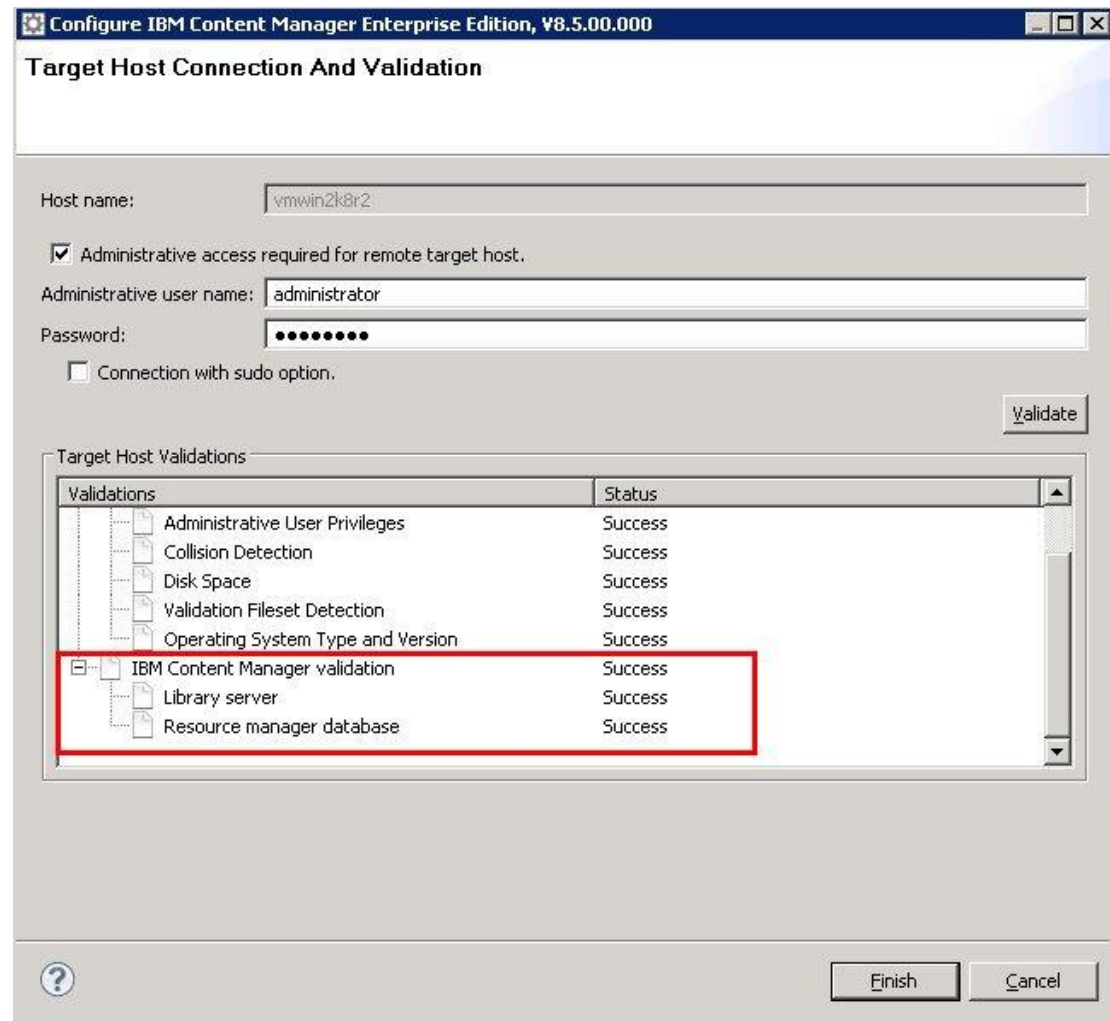 Configure IBM Content Manager Enterprise Edition, V8.5.00.000
Target Host Connection And Validation
Host name: vmwin2k8r2
Administrative access required for remote target host.
Administrative user name: administrator
Password: ●●●●●●●●
Connection with sudo option.
Validate
Target Host Validations
Validations Status
Administrative User Privileges Success
Collision Detection Success
Disk Space Success
Validation Fileset Detection Success
Operating System Type and Version Success
IBM Content Manager validation Success
Library server Success
Resource manager database Success
?
Finish Cancel